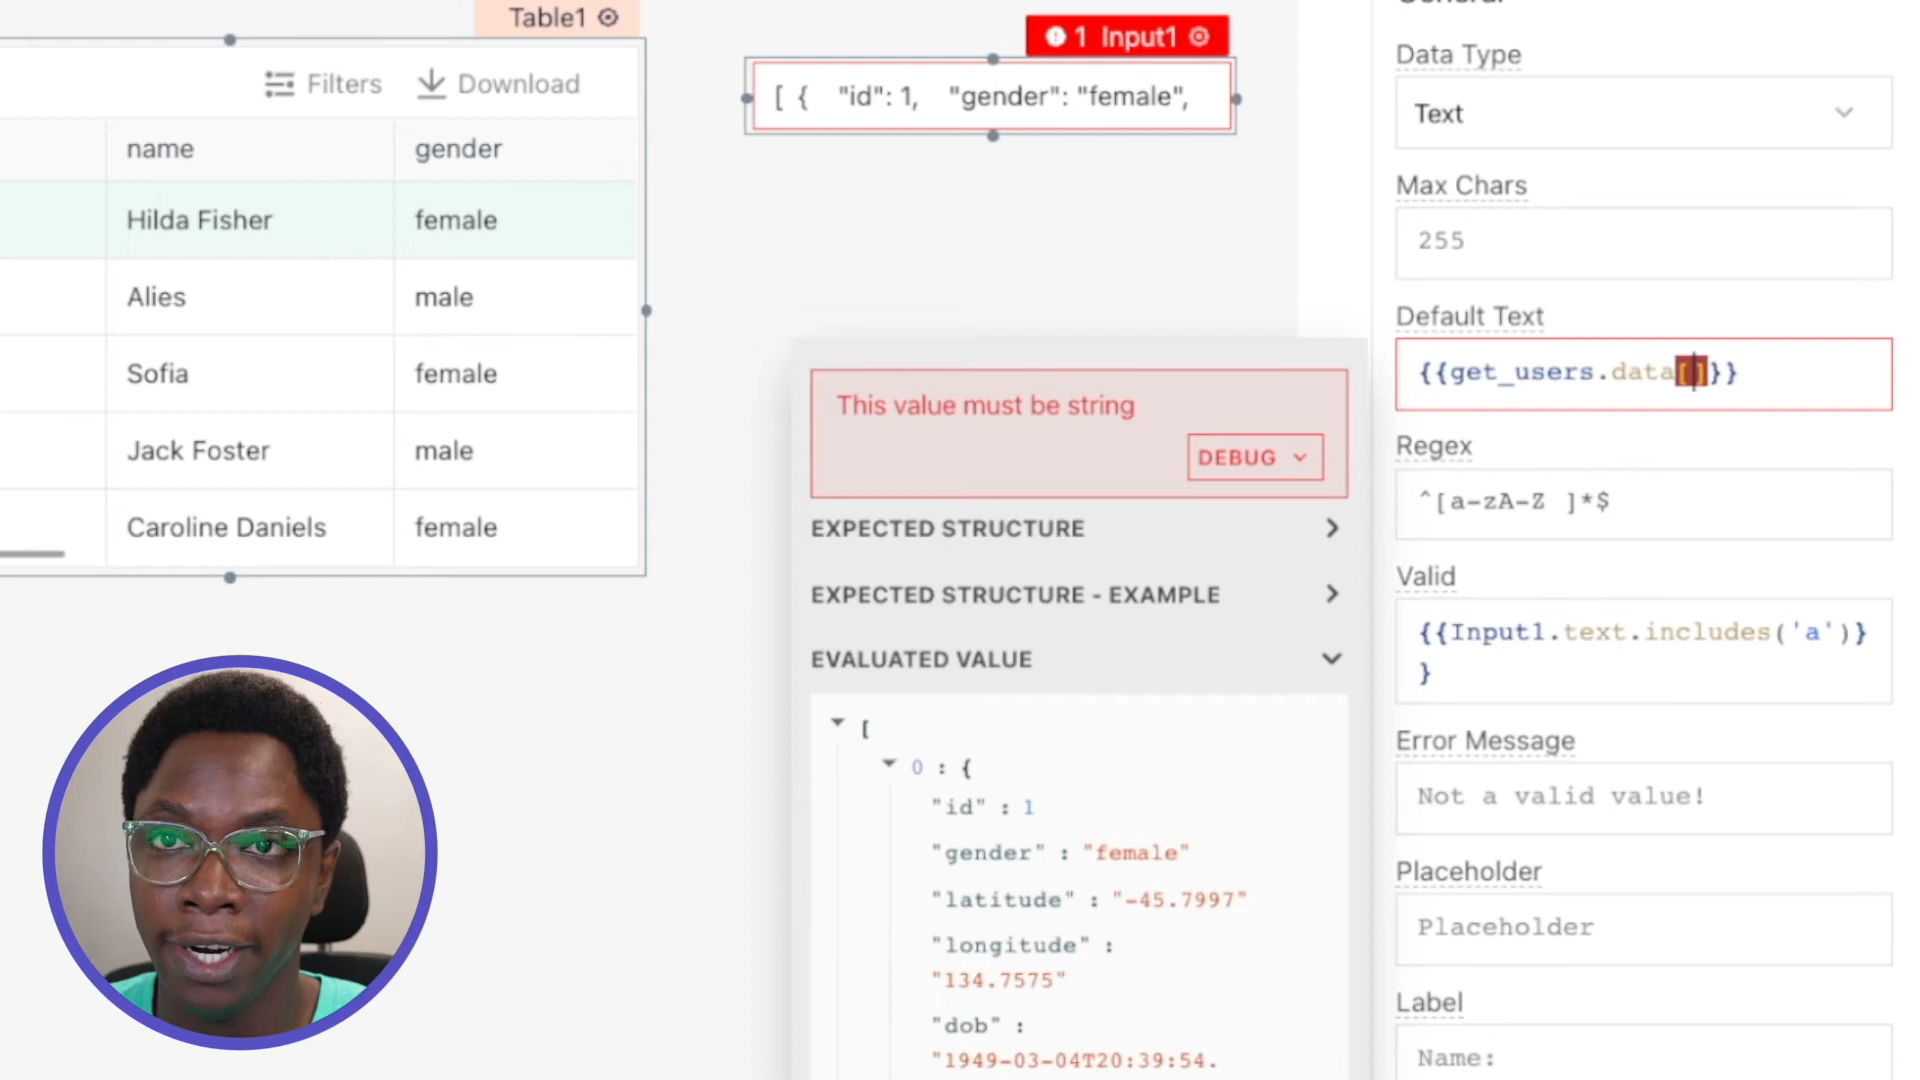 Table1
Filters
Download
name
gender
Hilda Fisher
female
Alies
male
Sofia
female
Jack Foster
male
Caroline Daniels
female
1 Input1
[ { "id": 1, "gender": "female",
This value must be string
DEBUG
EXPECTED STRUCTURE
EXPECTED STRUCTURE - EXAMPLE
EVALUATED VALUE
[
0 : {
"id" : 1
"gender" : "female"
"latitude" : "-45.7997"
"longitude" :
"134.7575"
"dob" :
"1949-03-04T20:39:54.
General
Data Type
Text
Max Chars
255
Default Text
{{get_users.data[]}}
Regex
^[a-zA-Z ]*$
Valid
{{Input1.text.includes('a')}
}
Error Message
Not a valid value!
Placeholder
Placeholder
Label
Name: